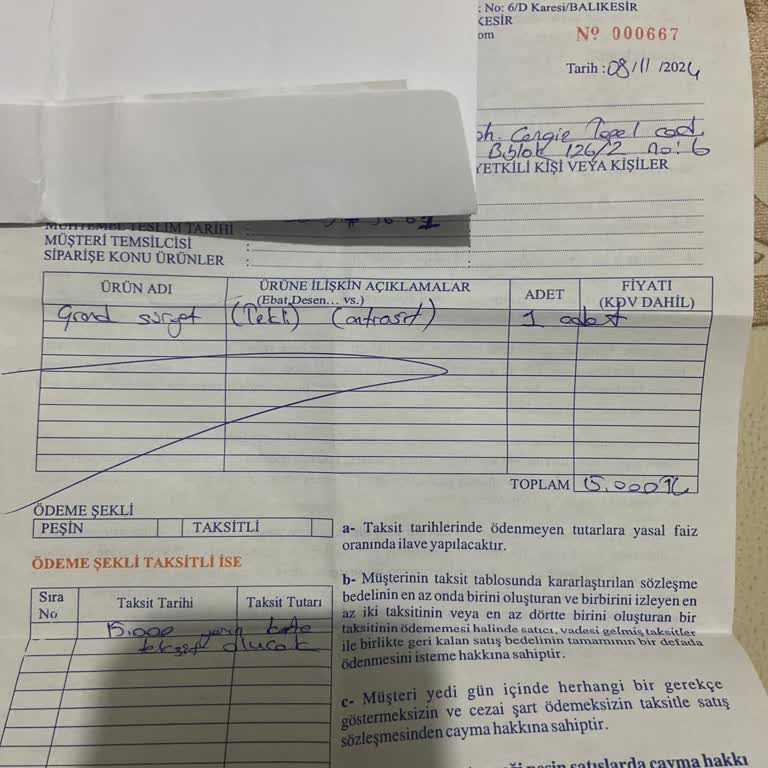 : No: 6/D Karesi/BALIKESİR
KESİR
om
Nº 000667
Tarih : 08/11/2024
Cengiz Topel cad.
B.blok 126/2 no: 6
YETKİLİ KİŞİ VEYA KİŞİLER
MUHTEMEL TESLİM TARİHİ
MÜŞTERİ TEMSİLCİSİ :
SİPARİŞE KONU ÜRÜNLER :
ÜRÜN ADI
ÜRÜNE İLİŞKİN AÇIKLAMALAR
(Ebat,Desen... vs.)
ADET
FİYATI
(KDV DAHİL)
Grand (Tekli) (antrasit) 1 adet
TOPLAM 15.000 TL
ÖDEME ŞEKLİ
PEŞİN TAKSİTLİ
ÖDEME ŞEKLİ TAKSİTLİ İSE
Sıra No Taksit Tarihi Taksit Tutarı
15.000 yarın
taksit olucak
a- Taksit tarihlerinde ödenmeyen tutarlara yasal faiz
oranında ilave yapılacaktır.
b- Müşterinin taksit tablosunda kararlaştırılan sözleşme
bedelinin en az onda birini oluşturan ve birbirini izleyen en
az iki taksitinin veya en az dörtte birini oluşturan bir
taksitinin ödenmemesi halinde satıcı, vadesi gelmiş taksitler
ile birlikte geri kalan satış bedelinin tamamının bir defada
ödenmesini isteme hakkına sahiptir.
c- Müşteri yedi gün içinde herhangi bir gerekçe
göstermeksizin ve cezai şart ödemeksizin taksitle satış
sözleşmesinden cayma hakkına sahiptir.
peşin satışlarda cayma hakkı